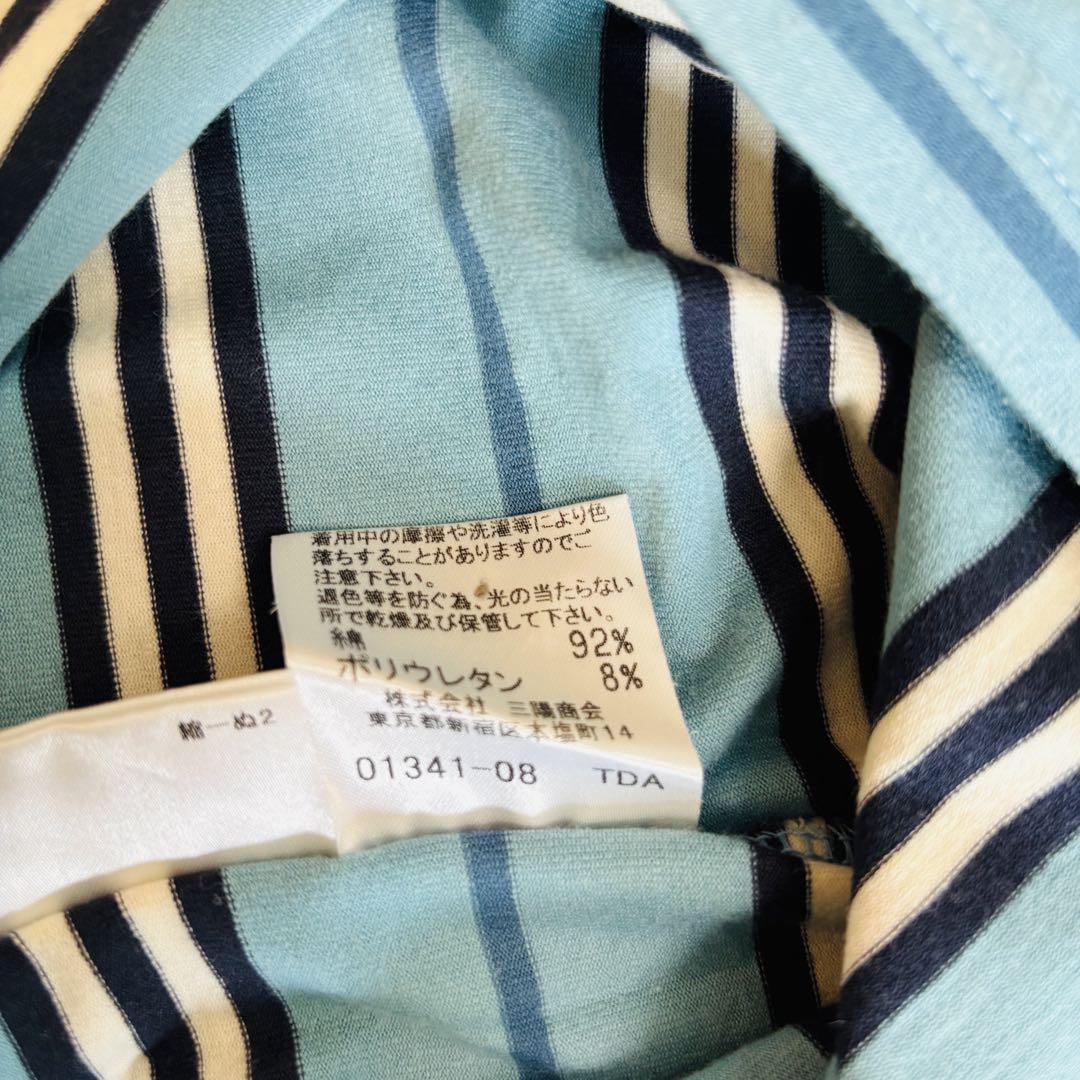 着用中の摩擦や洗濯等により色
落ちすることがありますのでご
注意下さい。
退色等を防ぐ為、光の当たらない
所で乾燥及び保管して下さい。
綿 92%
ポリウレタン 8%
株式会社 三陽商会
東京都新宿区本塩町14
01341-08 TDA
綿—ぬ2